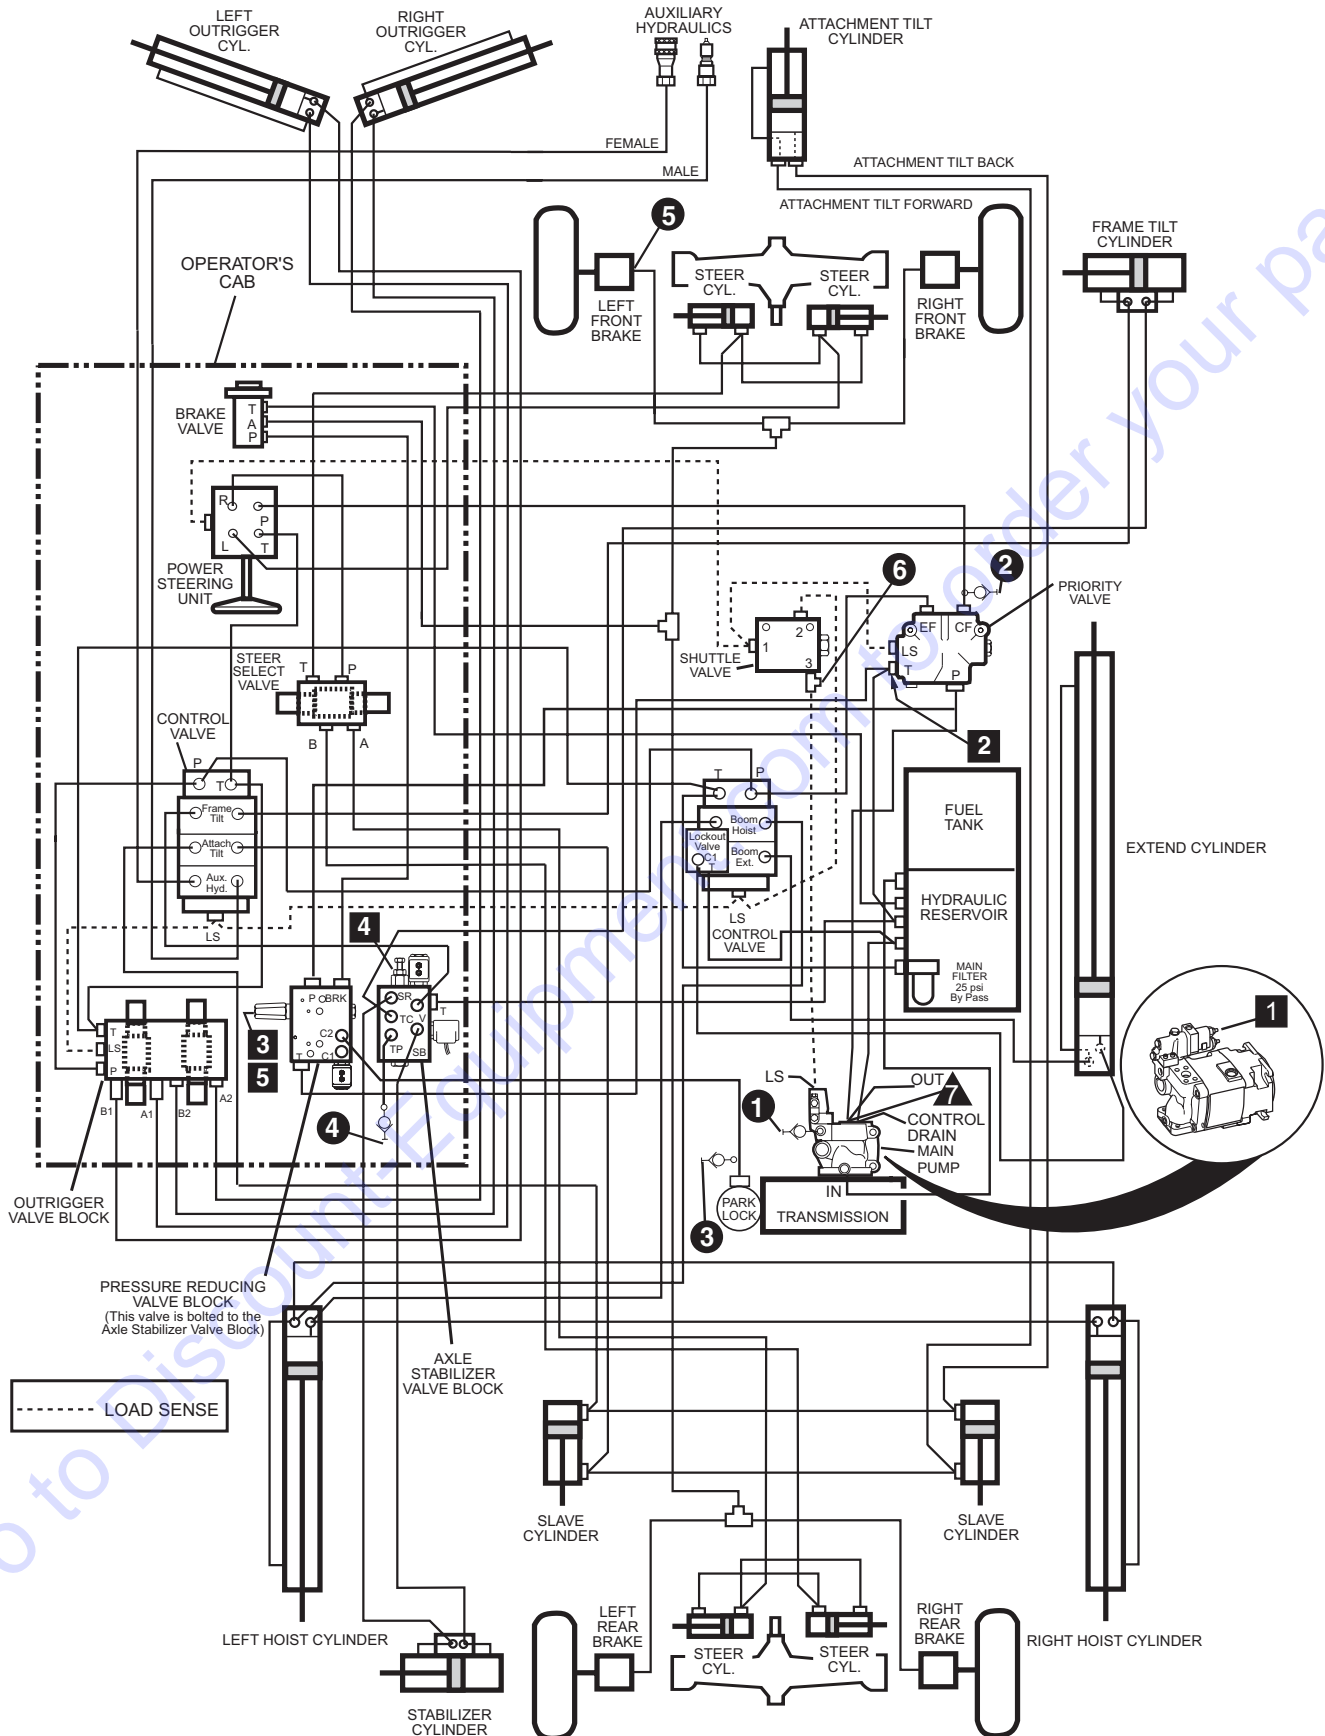 LEFT
OUTRIGGER
CYL.
RIGHT
OUTRIGGER
CYL.
AUXILIARY
HYDRAULICS
ATTACHMENT TILT
CYLINDER
FEMALE
MALE
ATTACHMENT TILT BACK
ATTACHMENT TILT FORWARD
5
FRAME TILT
CYLINDER
OPERATOR'S
CAB
STEER
CYL.
STEER
CYL.
LEFT
FRONT
BRAKE
RIGHT
FRONT
BRAKE
BRAKE
VALVE
T
A
P
R
P
L
T
POWER
STEERING
UNIT
6
2
PRIORITY
VALVE
EF
CF
LS
T
P
1
2
3
SHUTTLE
VALVE
STEER
SELECT
VALVE
T
P
B
A
2
CONTROL
VALVE
P
T
Frame
Tilt
Attach
Tilt
Aux.
Hyd.
LS
T
P
Boom
Hoist
Lockout
Valve
C1
T
Boom
Ext.
LS
CONTROL
VALVE
FUEL
TANK
HYDRAULIC
RESERVOIR
MAIN
FILTER
25 psi
By Pass
EXTEND CYLINDER
4
P
BRK
C2
T
C1
SR
TC
V
TP
SB
T
3
5
T
LS
P
B1
A1
B2
A2
4
1
LS
1
OUT
7
CONTROL
DRAIN
MAIN
PUMP
IN
TRANSMISSION
PARK
LOCK
3
OUTRIGGER
VALVE BLOCK
PRESSURE REDUCING
VALVE BLOCK
(This valve is bolted to the
Axle Stabilizer Valve Block)
AXLE
STABILIZER
VALVE BLOCK
LOAD SENSE
SLAVE
CYLINDER
SLAVE
CYLINDER
LEFT HOIST CYLINDER
RIGHT HOIST CYLINDER
LEFT
REAR
BRAKE
RIGHT
REAR
BRAKE
STEER
CYL.
STEER
CYL.
STABILIZER
CYLINDER
o to Discount-Equipment.com to order your pa